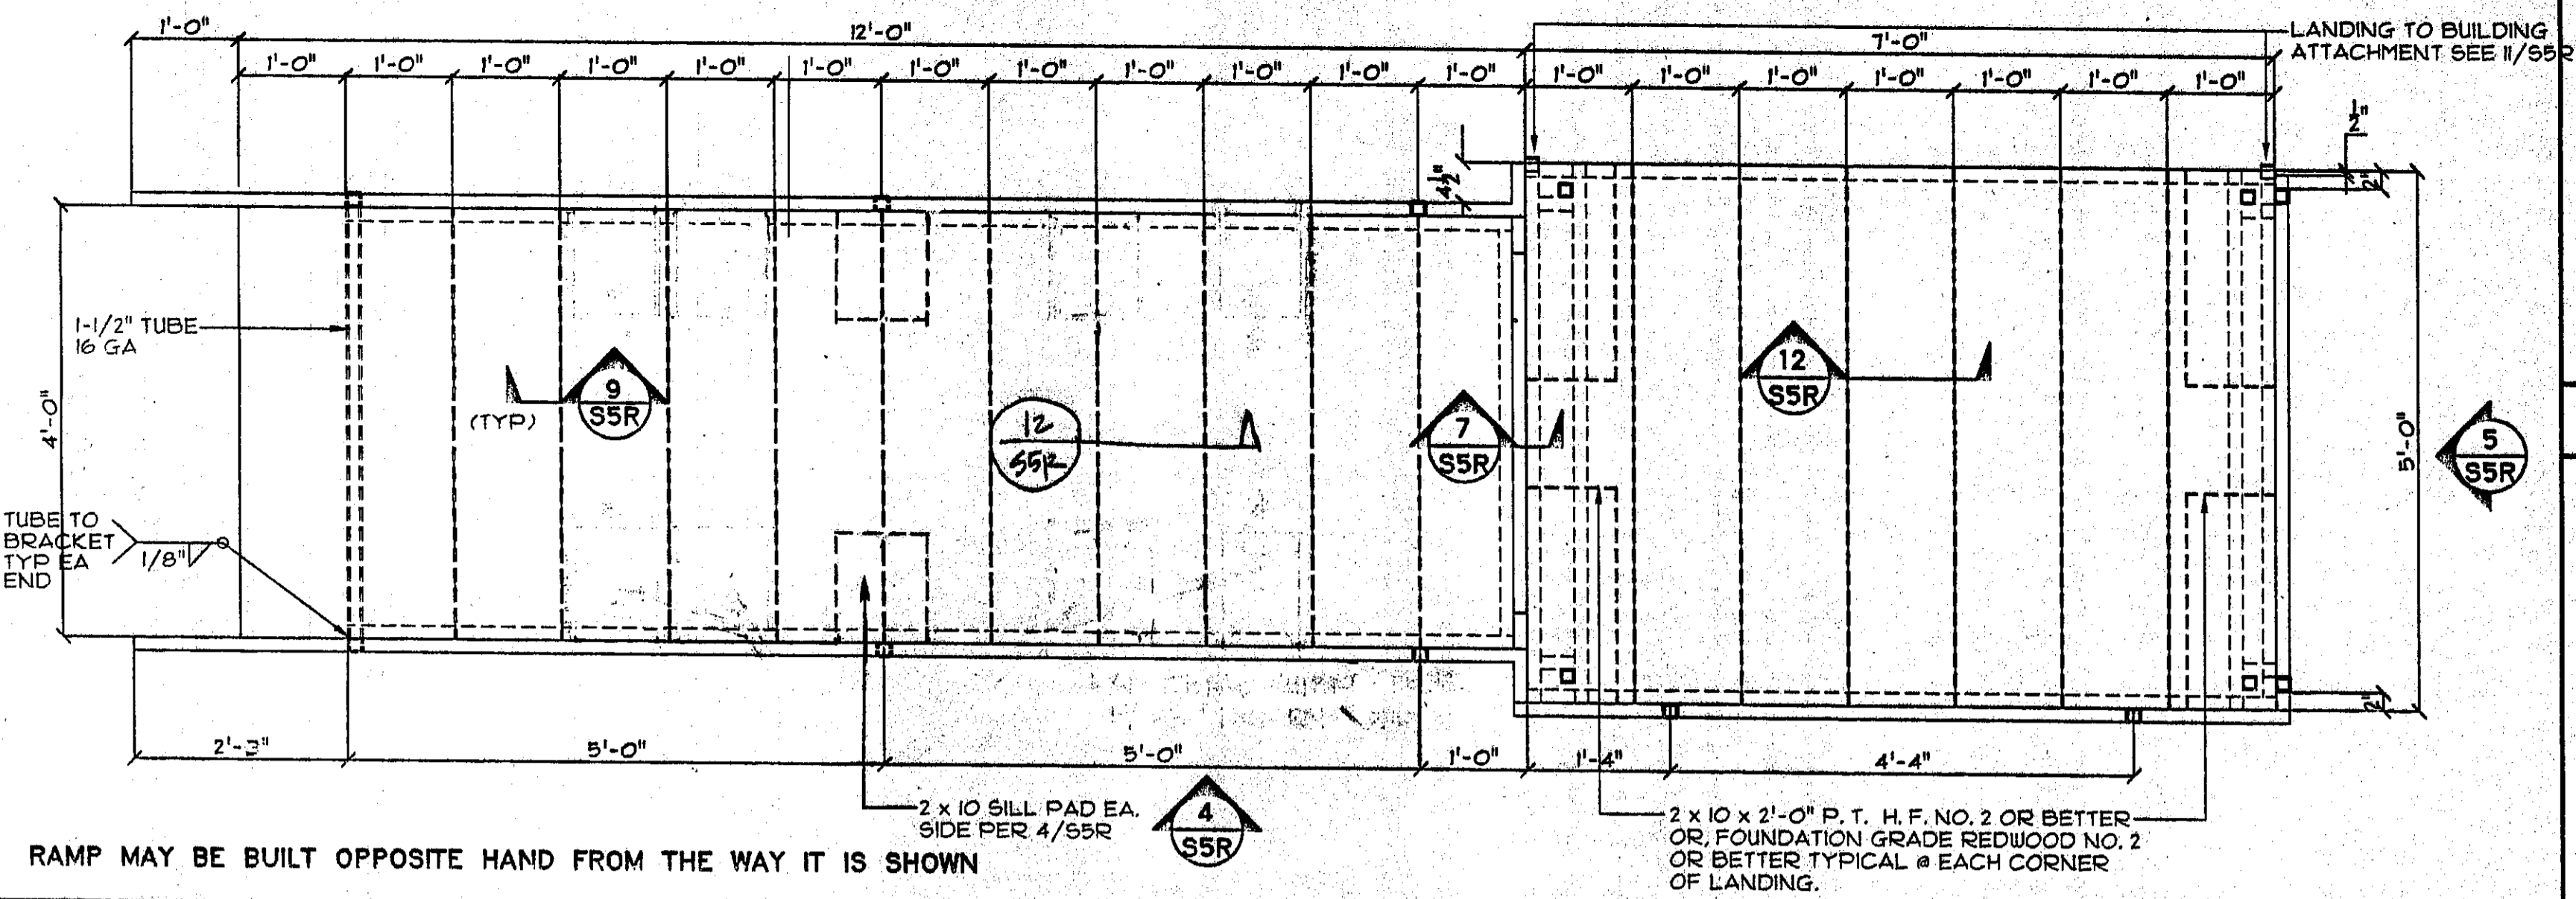 1'-0"
12'-0"
7'-0"
LANDING TO BUILDING
ATTACHMENT SEE 11/S5R
1'-0" 1'-0" 1'-0" 1'-0" 1'-0" 1'-0" 1'-0" 1'-0" 1'-0" 1'-0" 1'-0" 1'-0" 1'-0" 1'-0" 1'-0" 1'-0" 1'-0" 1'-0" 1'-0"
1/2"
4 1/2"
2"
1-1/2" TUBE
16 GA
4'-0"
(TYP)
9
S5R
12
S5R
7
S5R
12
S5R
5'-0"
5
S5R
TUBE TO
BRACKET
TYP EA
END
1/8"
2"
2'-3"
5'-0"
5'-0"
1'-0"
1'-4"
4'-4"
2 x 10 SILL PAD EA.
SIDE PER 4/S5R
4
S5R
2 x 10 x 2'-0" P. T. H. F. NO. 2 OR BETTER
OR, FOUNDATION GRADE REDWOOD NO. 2
OR BETTER TYPICAL @ EACH CORNER
OF LANDING.
RAMP MAY BE BUILT OPPOSITE HAND FROM THE WAY IT IS SHOWN